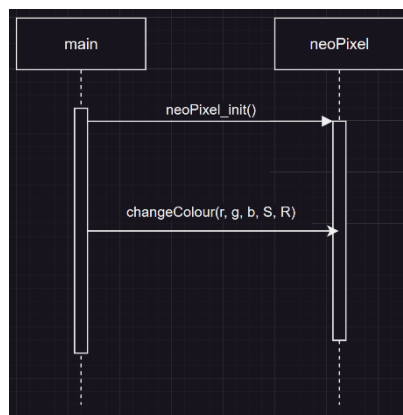 main
neoPixel
neoPixel_init()
changeColour(r, g, b, S, R)